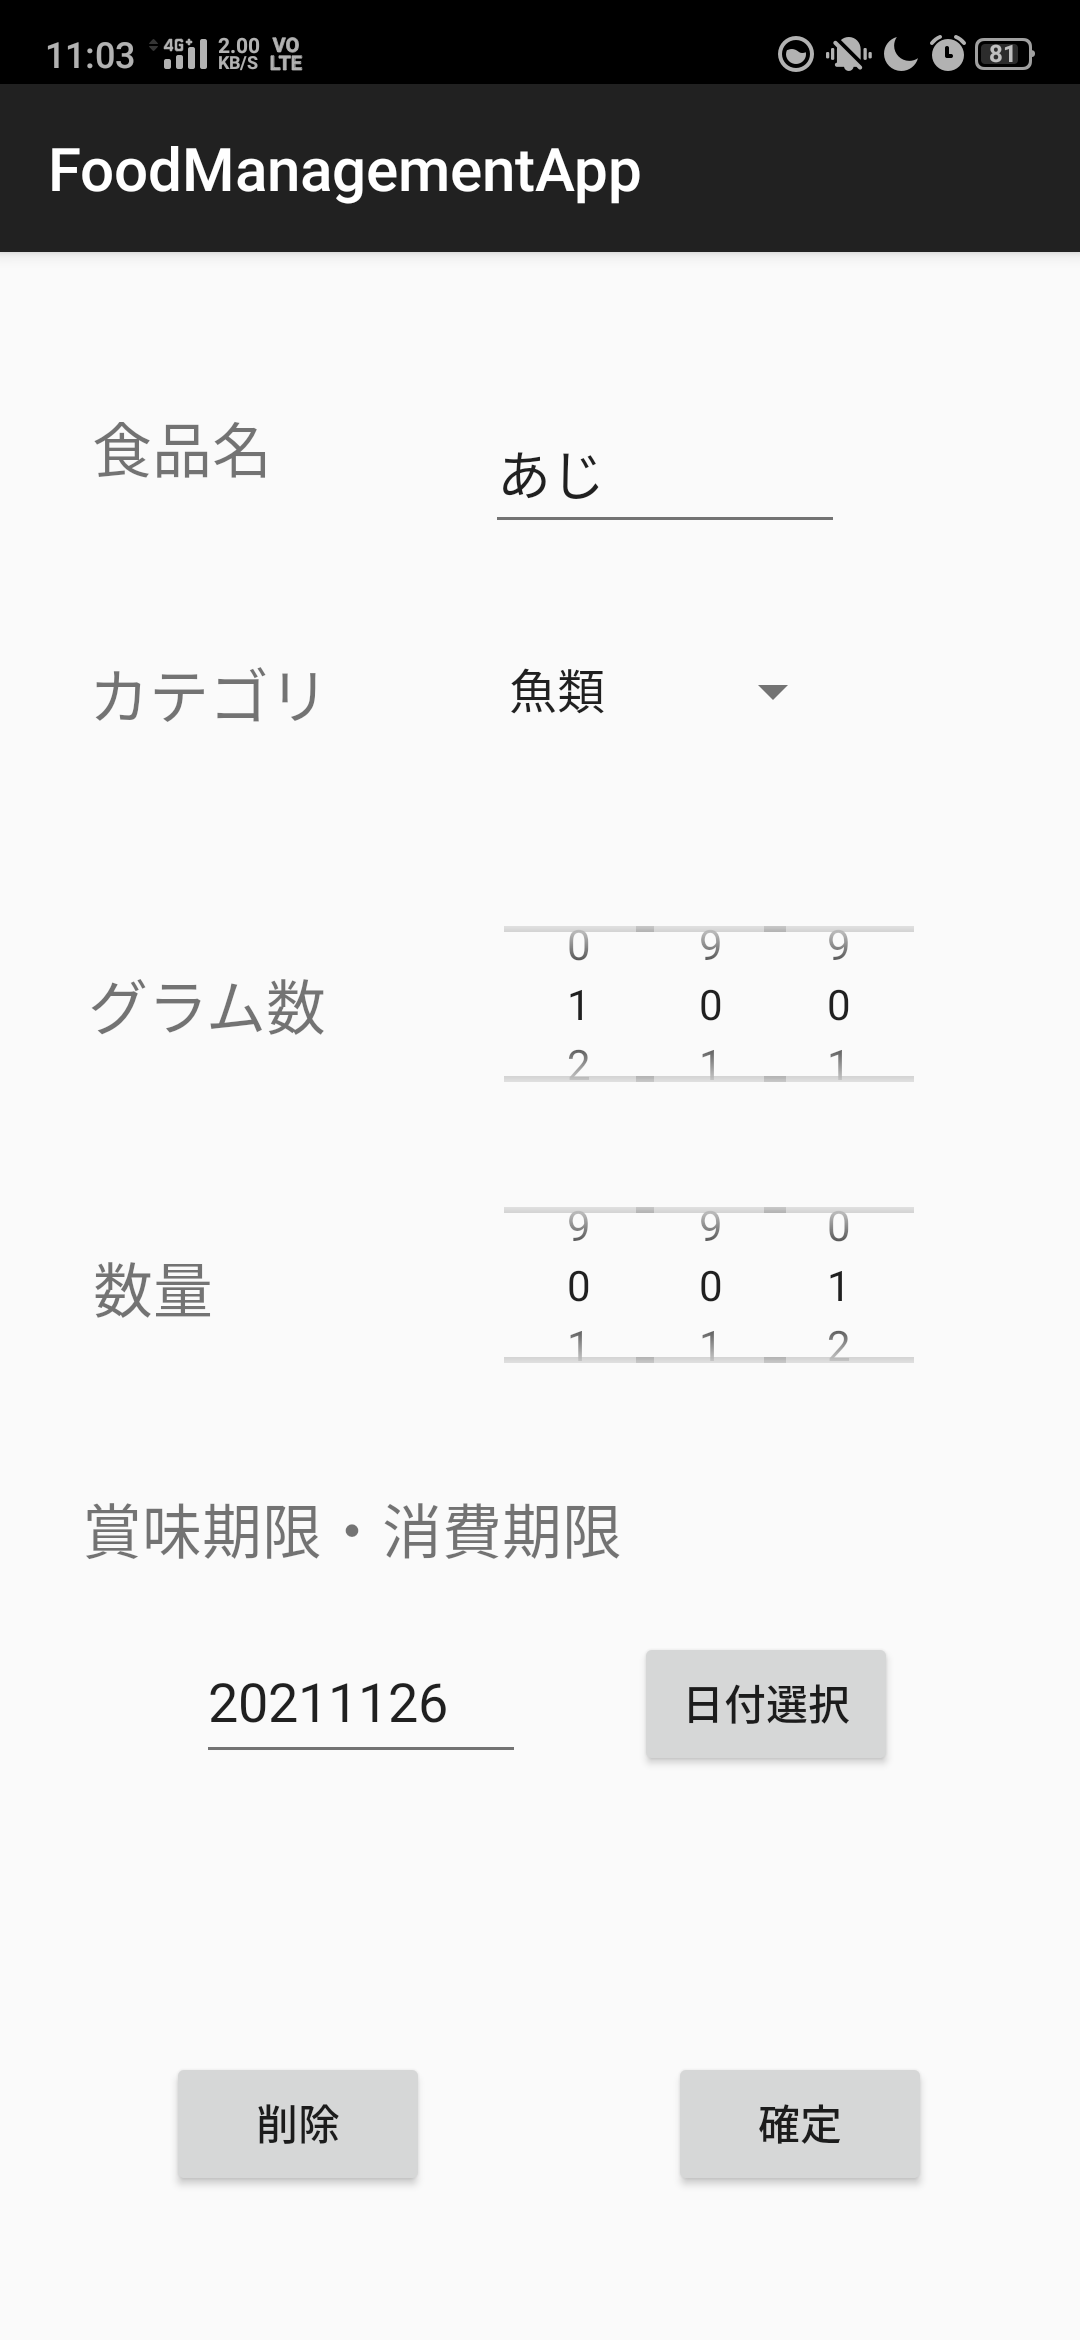 11:03 4G+ 2.00 KB/S VO LTE 81
FoodManagementApp
食品名
あじ
カテゴリ
魚類
0 9 9
グラム数
1 0 0
2 1 1
9 9 0
数量
0 0 1
1 1 2
賞味期限・消費期限
20211126
日付選択
削除
確定